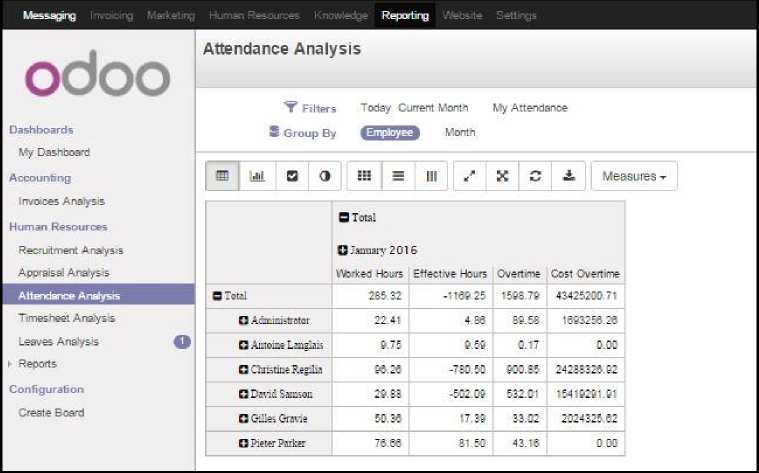 Messaging Invoicing Marketing Human Resources Knowledge Reporting Website Settings
odoo
Dashboards
My Dashboard
Accounting
Invoices Analysis
Human Resources
Recruitment Analysis
Appraisal Analysis
Attendance Analysis
Timesheet Analysis
Leaves Analysis 1
Reports
Configuration
Create Board
Attendance Analysis
Filters Today Current Month My Attendance
Group By Employee Month
Measures
Total
January 2016
Worked Hours Effective Hours Overtime Cost Overtime
Total 285.32 -1169.25 1598.79 43425200.71
Administrator 22.41 4.86 89.58 1693256.26
Antoine Langlais 9.75 9.59 0.17 0.00
Christine Regilia 96.26 -780.50 900.85 24288326.92
David Samson 29.88 -502.09 532.01 15419291.91
Gilles Gravie 50.36 17.39 33.02 2024325.62
Pieter Parker 76.66 81.50 43.16 0.00